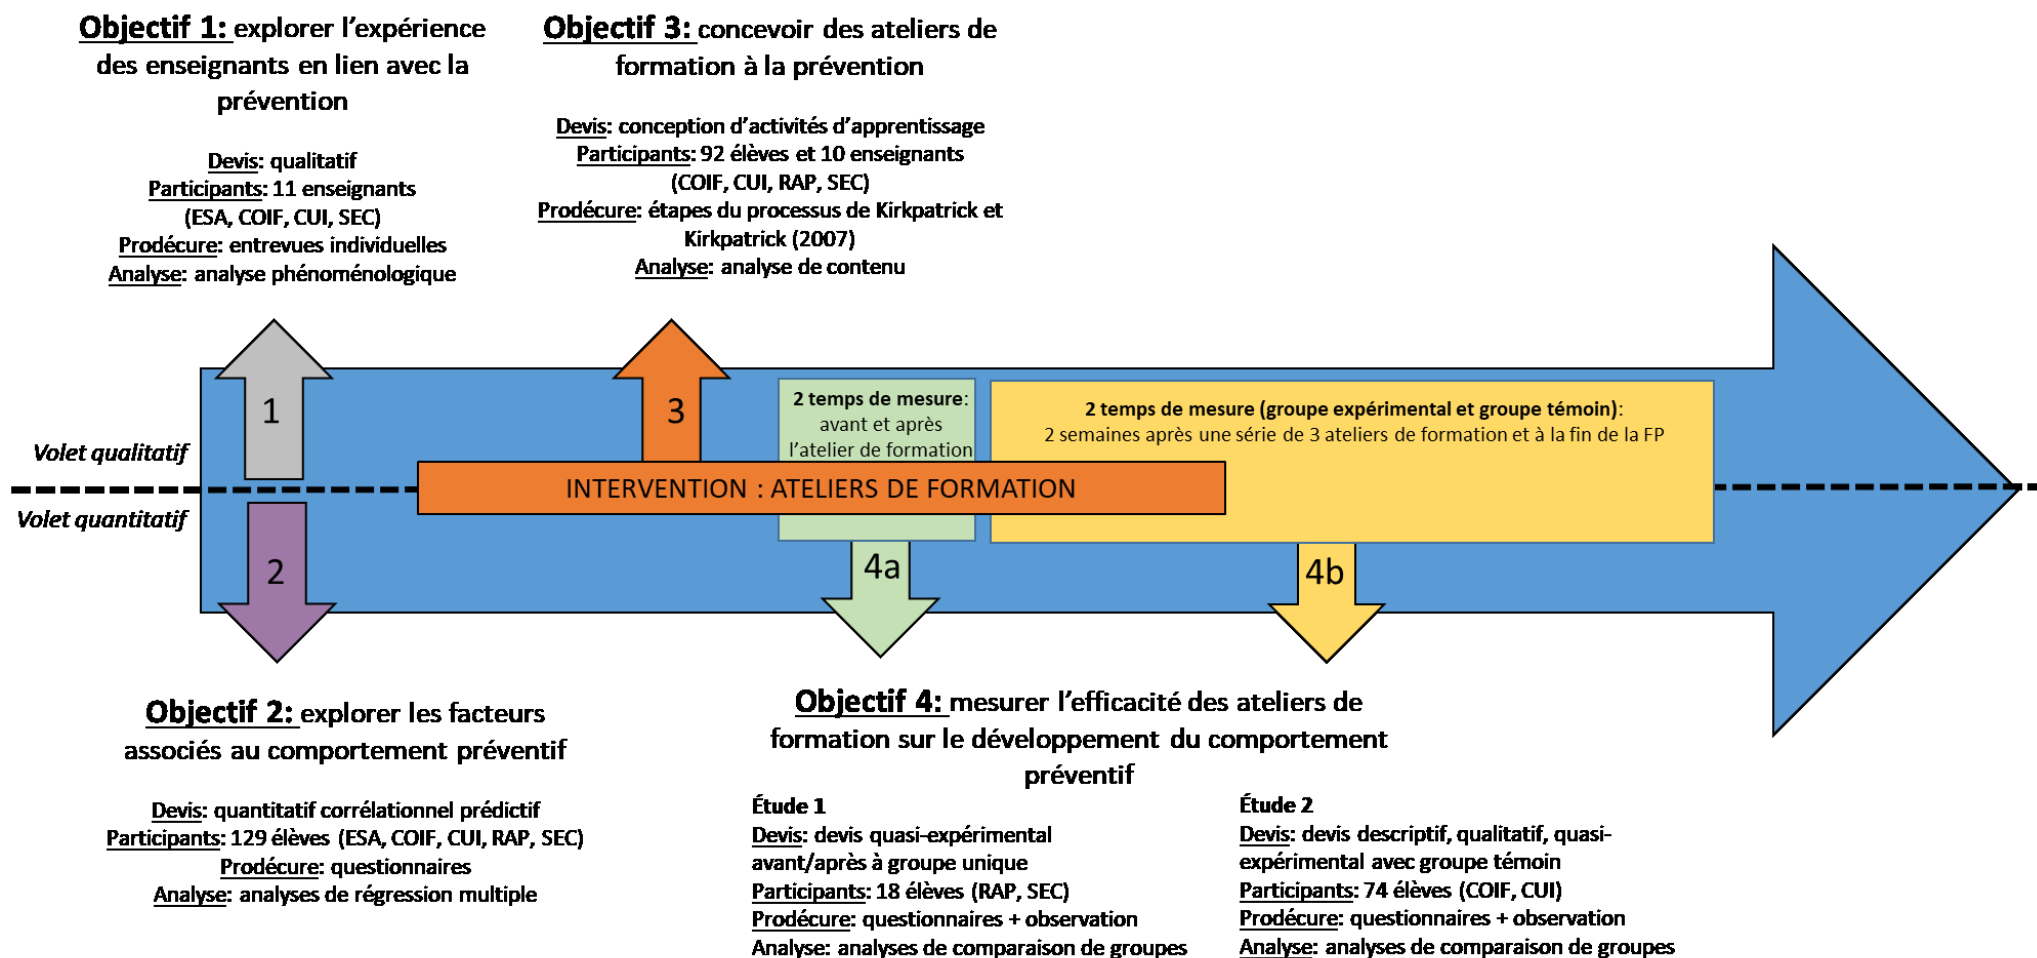 Objectif 1: explorer l'expérience
des enseignants en lien avec la
prévention
Devis: qualitatif
Participants: 11 enseignants
(ESA, COIF, CUI, SEC)
Prodécure: entrevues individuelles
Analyse: analyse phénoménologique
Objectif 3: concevoir des ateliers de
formation à la prévention
Devis: conception d'activités d'apprentissage
Participants: 92 élèves et 10 enseignants
(COIF, CUI, RAP, SEC)
Prodécure: étapes du processus de Kirkpatrick et
Kirkpatrick (2007)
Analyse: analyse de contenu
1
3
2 temps de mesure:
avant et après
l'atelier de formation
2 temps de mesure (groupe expérimental et groupe témoin):
2 semaines après une série de 3 ateliers de formation et à la fin de la FP
Volet qualitatif
INTERVENTION : ATELIERS DE FORMATION
Volet quantitatif
2
4a
4b
Objectif 2: explorer les facteurs
associés au comportement préventif
Devis: quantitatif corrélationnel prédictif
Participants: 129 élèves (ESA, COIF, CUI, RAP, SEC)
Prodécure: questionnaires
Analyse: analyses de régression multiple
Objectif 4: mesurer l'efficacité des ateliers de
formation sur le développement du comportement
préventif
Étude 1
Devis: devis quasi-expérimental
avant/après à groupe unique
Participants: 18 élèves (RAP, SEC)
Prodécure: questionnaires + observation
Analyse: analyses de comparaison de groupes
Étude 2
Devis: devis descriptif, qualitatif, quasi-
expérimental avec groupe témoin
Participants: 74 élèves (COIF, CUI)
Prodécure: questionnaires + observation
Analyse: analyses de comparaison de groupes